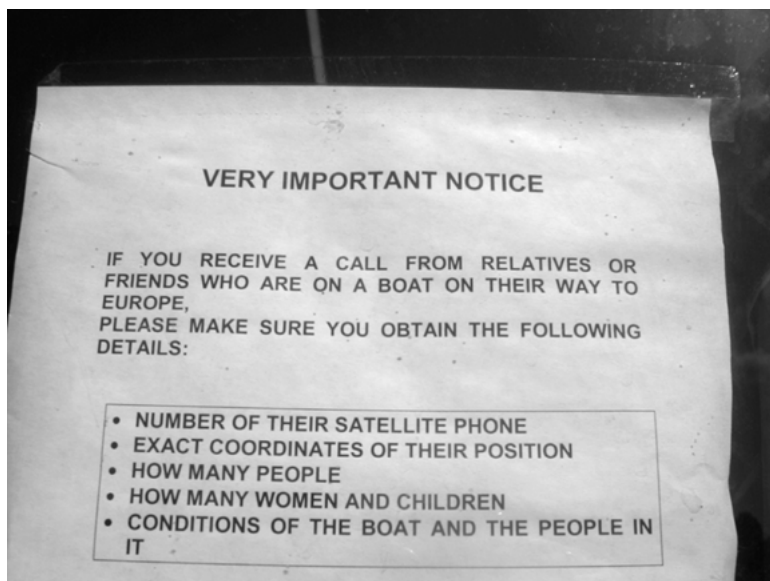 VERY IMPORTANT NOTICE
IF YOU RECEIVE A CALL FROM RELATIVES OR
FRIENDS WHO ARE ON A BOAT ON THEIR WAY TO
EUROPE,
PLEASE MAKE SURE YOU OBTAIN THE FOLLOWING
DETAILS:
• NUMBER OF THEIR SATELLITE PHONE
• EXACT COORDINATES OF THEIR POSITION
• HOW MANY PEOPLE
• HOW MANY WOMEN AND CHILDREN
• CONDITIONS OF THE BOAT AND THE PEOPLE IN
IT